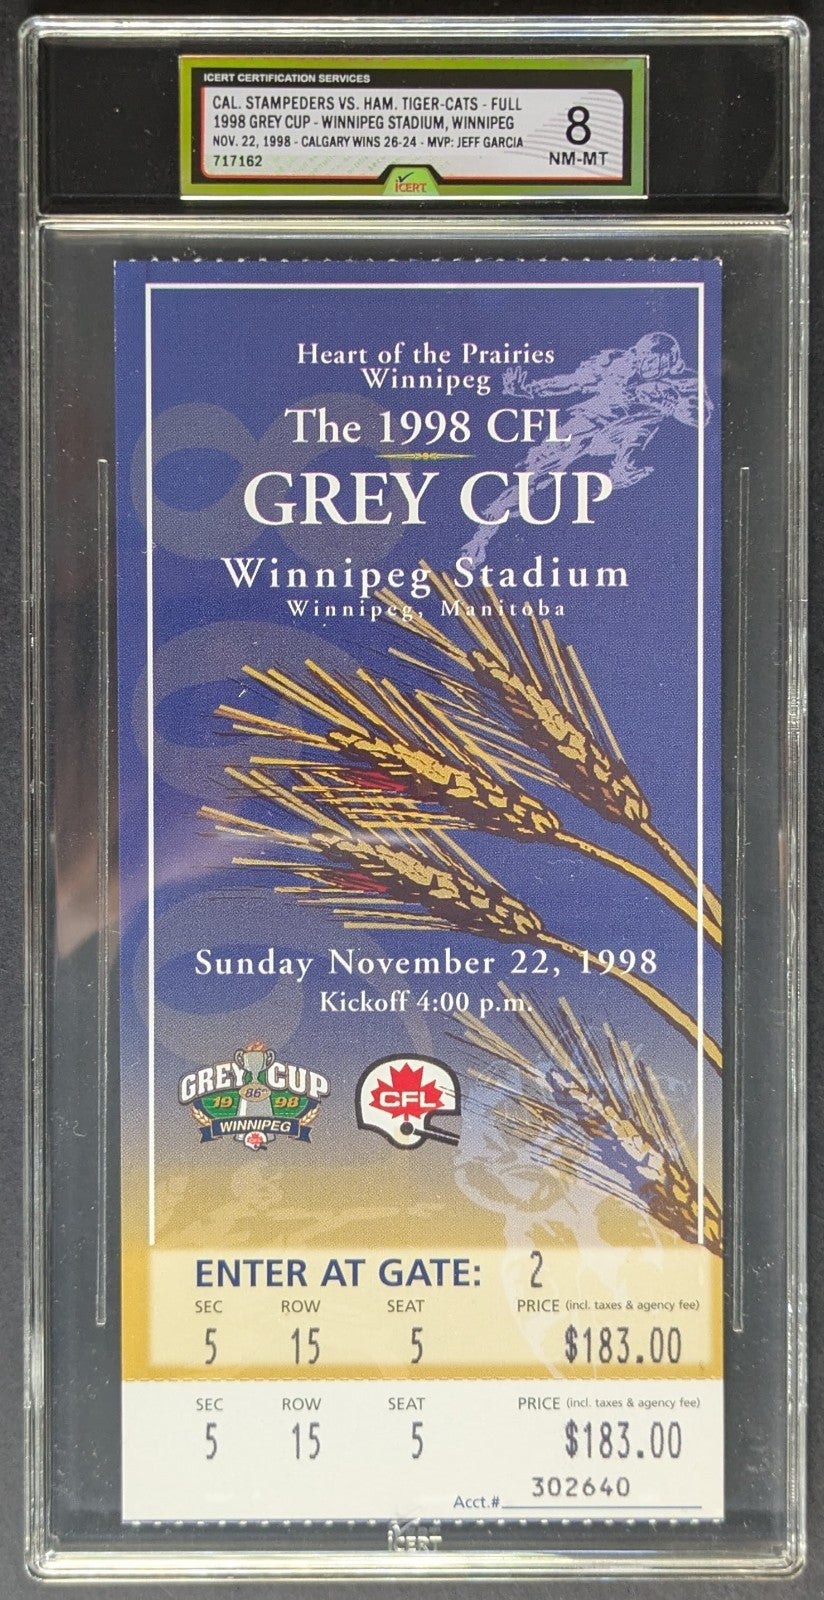 ICERT CERTIFICATION SERVICES
CAL. STAMPEDERS VS. HAM. TIGER-CATS - FULL
1998 GREY CUP - WINNIPEG STADIUM, WINNIPEG
NOV. 22, 1998 - CALGARY WINS 26-24 - MVP: JEFF GARCIA
717162
8
NM-MT
ICERT
Heart of the Prairies
Winnipeg
The 1998 CFL
GREY CUP
Winnipeg Stadium
Winnipeg, Manitoba
Sunday November 22, 1998
Kickoff 4:00 p.m.
GREY CUP
19 86th 98
WINNIPEG
CFL
ENTER AT GATE: 2
SEC ROW SEAT PRICE (incl. taxes & agency fee)
5 15 5 $183.00
SEC ROW SEAT PRICE (incl. taxes & agency fee)
5 15 5 $183.00
Acct.# 302640
ICERT